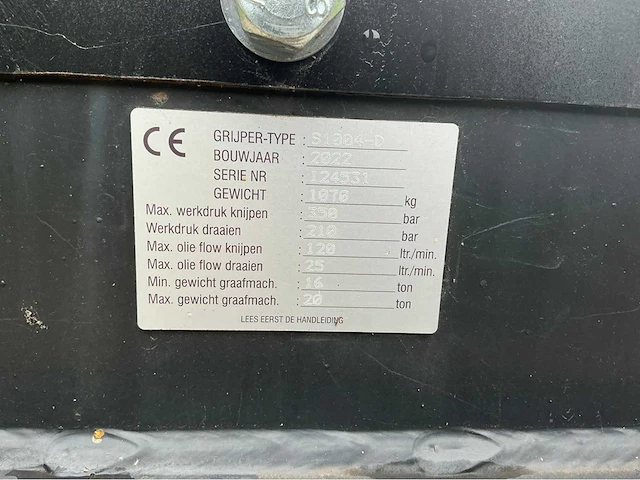 CE
GRIJPER-TYPE : S1004-D
BOUWJAAR : 2022
SERIE NR : 124931
GEWICHT : 1076 kg
Max. werkdruk knijpen : 350 bar
Werkdruk draaien : 210 bar
Max. olie flow knijpen : 120 ltr./min.
Max. olie flow draaien : 25 ltr./min.
Min. gewicht graafmach. : 16 ton
Max. gewicht graafmach. : 20 ton
LEES EERST DE HANDLEIDING